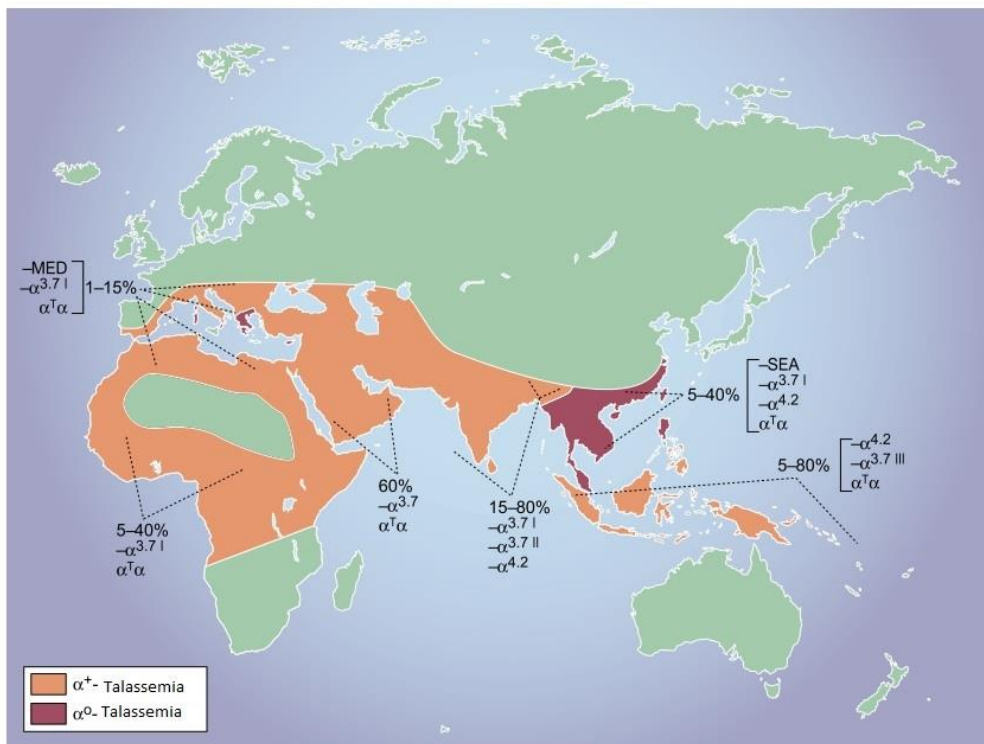 –MED
–α3.7 I
αTα
1–15%
5–40%
–α3.7 I
αTα
60%
–α3.7
αTα
15–80%
–α3.7 I
–α3.7 II
–α4.2
5–40%
–SEA
–α3.7 I
–α4.2
αTα
5–80%
–α4.2
–α3.7 III
αTα
α+- Talassemia
αO- Talassemia